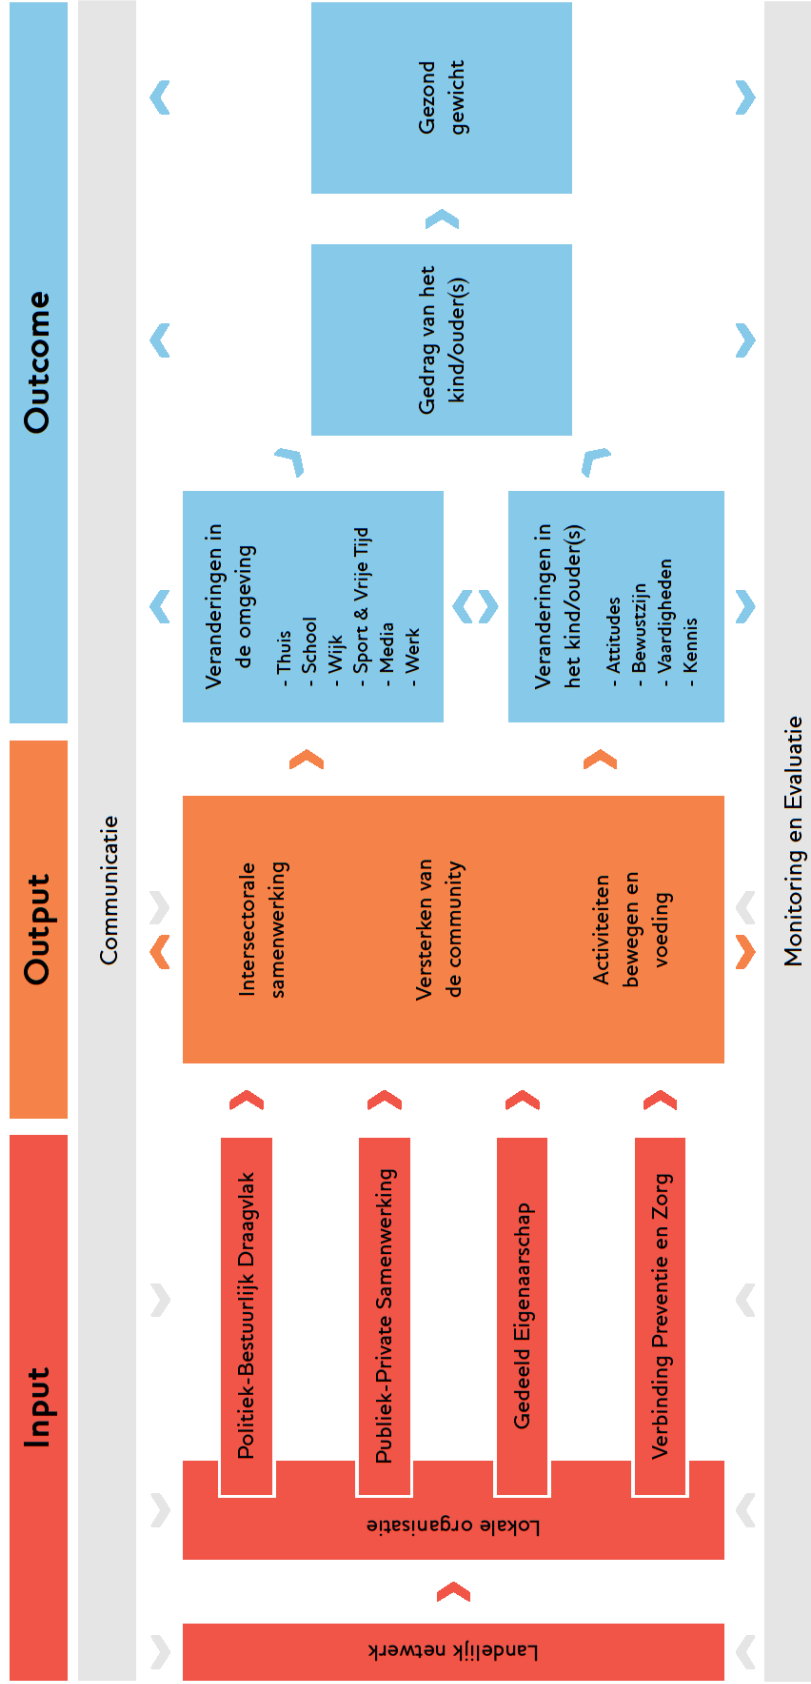 Input
Output
Outcome
Communicatie
Landelijk netwerk
Lokale organisatie
Politiek-Bestuurlijk Draagvlak
Publiek-Private Samenwerking
Gedeeld Eigenaarschap
Verbinding Preventie en Zorg
Intersectorale
samenwerking
Versterken van
de community
Activiteiten
bewegen en
voeding
Veranderingen in
de omgeving
- Thuis
- School
- Wijk
- Sport & Vrije Tijd
- Media
- Werk
Veranderingen in
het kind/ouder(s)
- Attitudes
- Bewustzijn
- Vaardigheden
- Kennis
Gedrag van het
kind/ouder(s)
Gezond
gewicht
Monitoring en Evaluatie